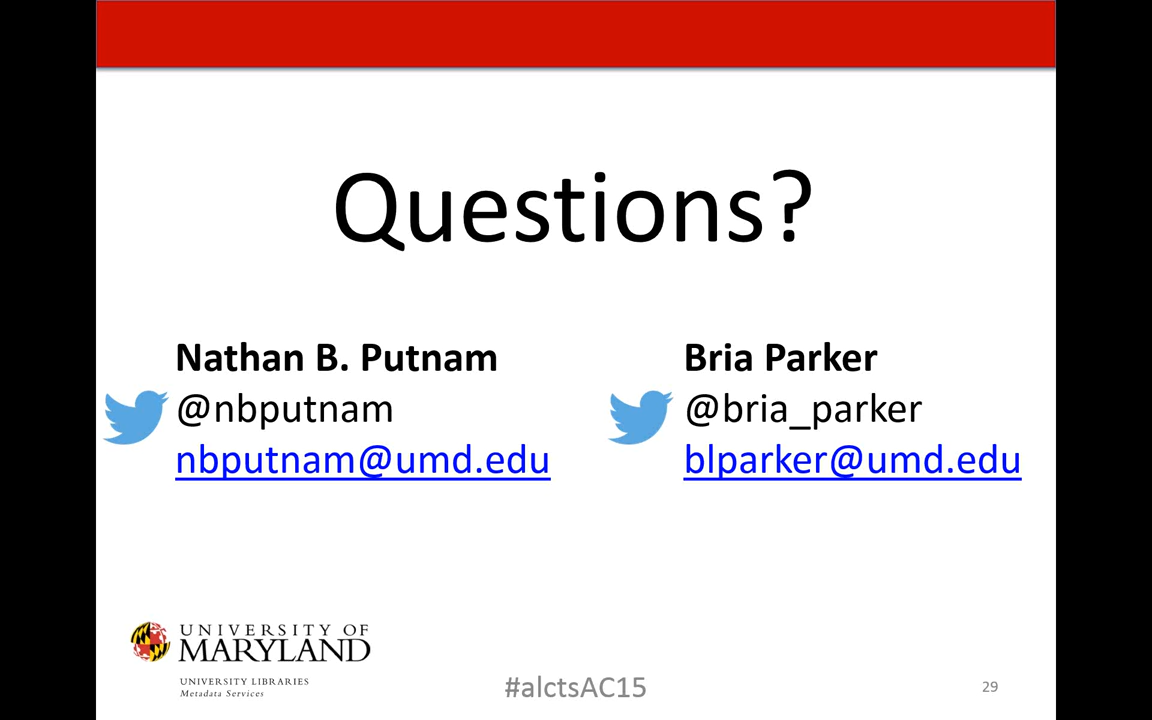 Questions?
Nathan B. Putnam
@nbputnam
nbputnam@umd.edu
Bria Parker
@bria_parker
blparker@umd.edu
UNIVERSITY OF
MARYLAND
UNIVERSITY LIBRARIES
Metadata Services
#alctsAC15
29